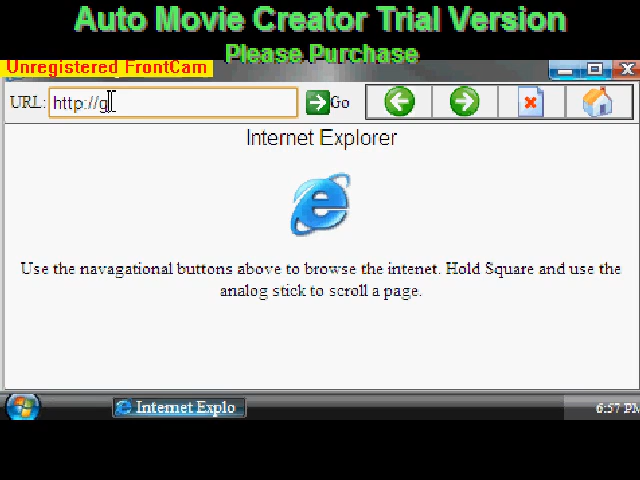 Auto Movie Creator Trial Version
Please Purchase
Unregistered FrontCam
URL: http://g Go
Internet Explorer
Use the navagational buttons above to browse the intenet. Hold Square and use the
analog stick to scroll a page.
Internet Explo
6:57 PM